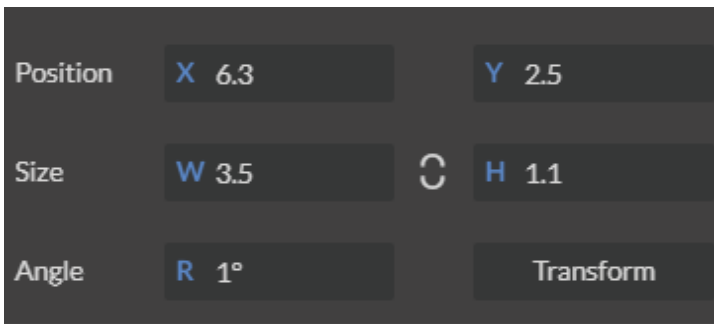 Position X 6.3 Y 2.5
Size W 3.5 H 1.1
Angle R 1° Transform